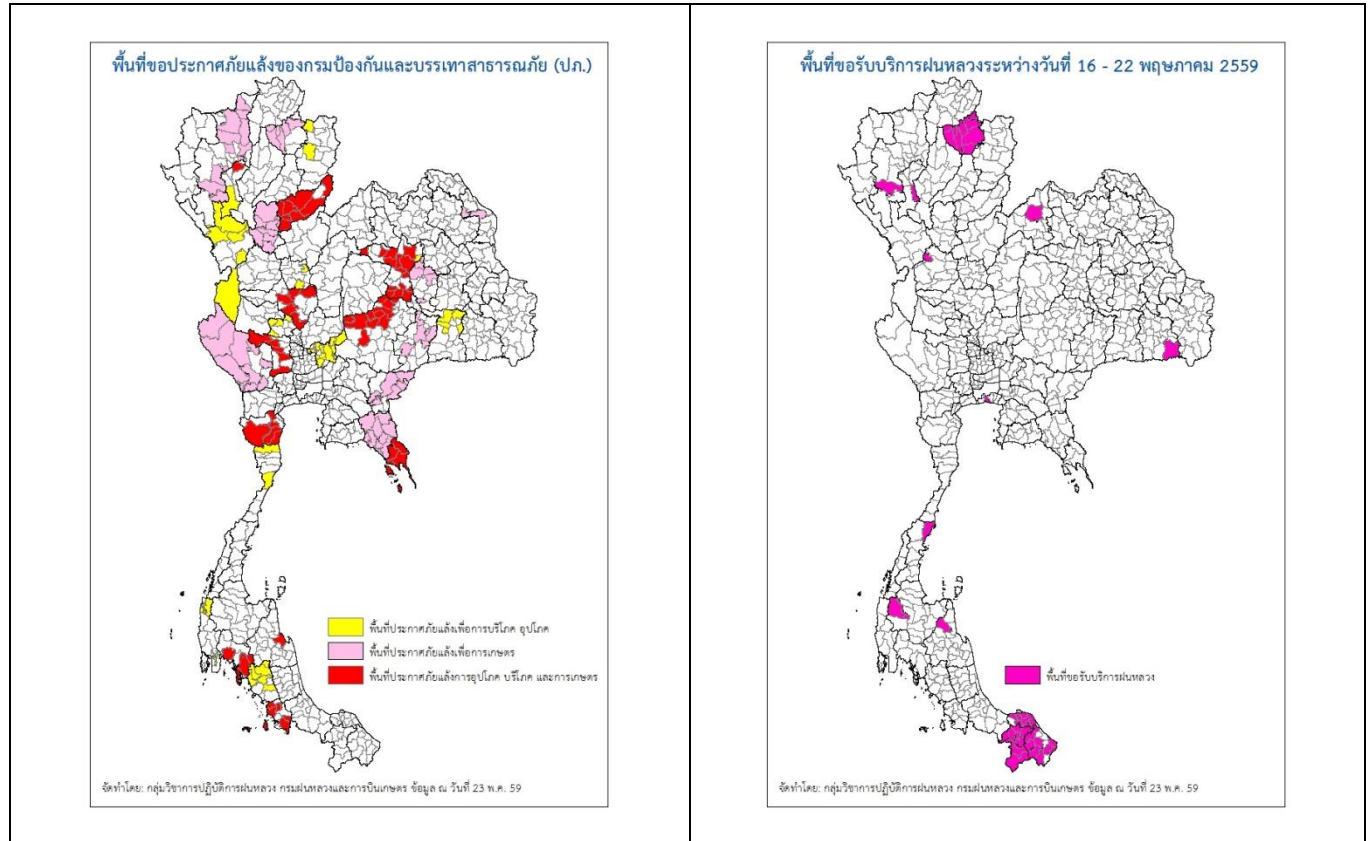 พื้นที่ขอประกาศภัยแล้งของกรมป้องกันและบรรเทาสาธารณภัย (ปภ.)
พื้นที่ประกาศภัยแล้งเพื่อการบริโภค อุปโภค
พื้นที่ประกาศภัยแล้งเพื่อการเกษตร
พื้นที่ประกาศภัยแล้งการอุปโภค บริโภค และการเกษตร
จัดทำโดย: กลุ่มวิชาการปฏิบัติการฝนหลวง กรมฝนหลวงและการบินเกษตร ข้อมูล ณ วันที่ 23 พ.ค. 59
พื้นที่ขอรับบริการฝนหลวงระหว่างวันที่ 16 - 22 พฤษภาคม 2559
พื้นที่ขอรับบริการฝนหลวง
จัดทำโดย: กลุ่มวิชาการปฏิบัติการฝนหลวง กรมฝนหลวงและการบินเกษตร ข้อมูล ณ วันที่ 23 พ.ค. 59